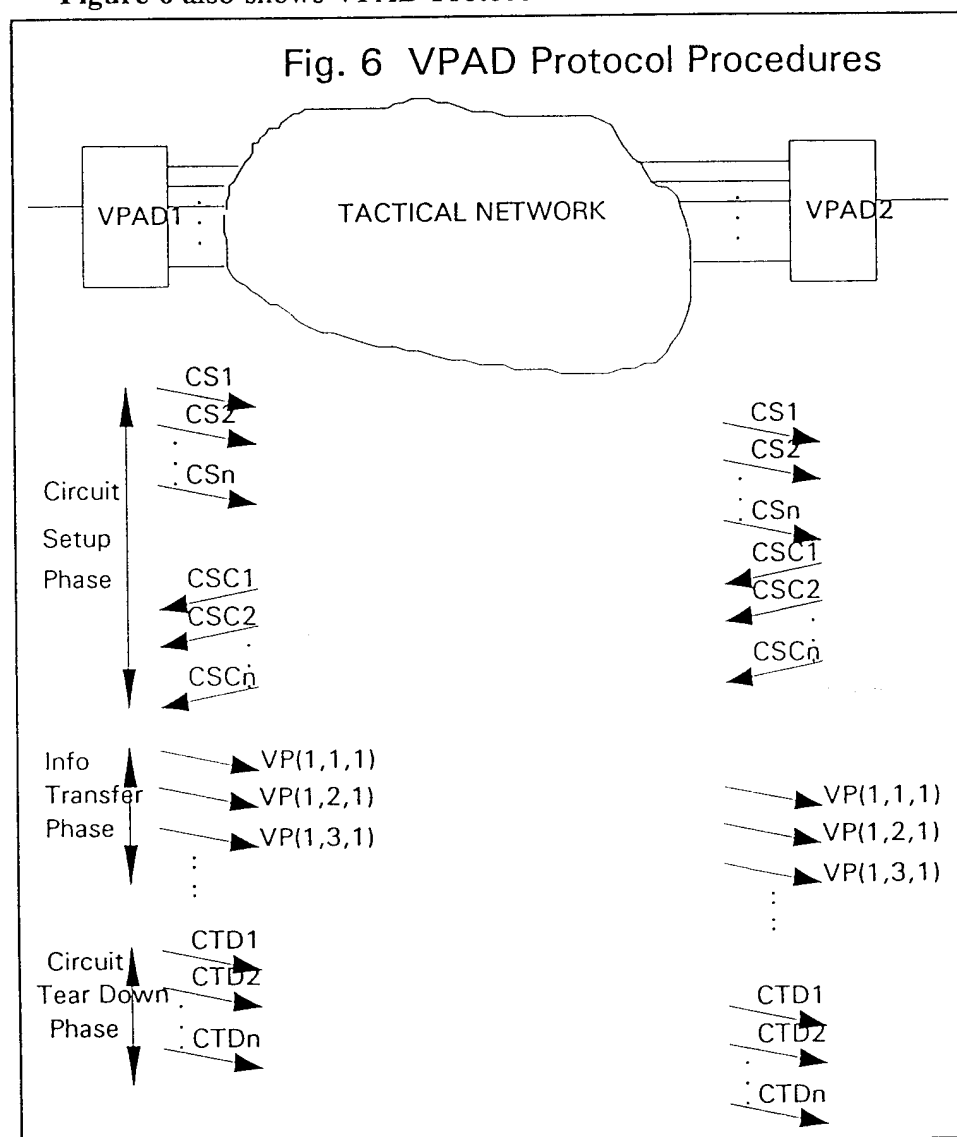 Figure 6 also shows VPAD Protocol
Fig. 6 VPAD Protocol Procedures
VPAD1
TACTICAL NETWORK
VPAD2
CS1
CS2
CSn
CSC1
CSC2
CSCn
Circuit
Setup
Phase
CS1
CS2
CSn
CSC1
CSC2
CSCn
Info
Transfer
Phase
VP(1,1,1)
VP(1,2,1)
VP(1,3,1)
VP(1,1,1)
VP(1,2,1)
VP(1,3,1)
Circuit
Tear Down
Phase
CTD1
CTD2
CTDn
CTD1
CTD2
CTDn